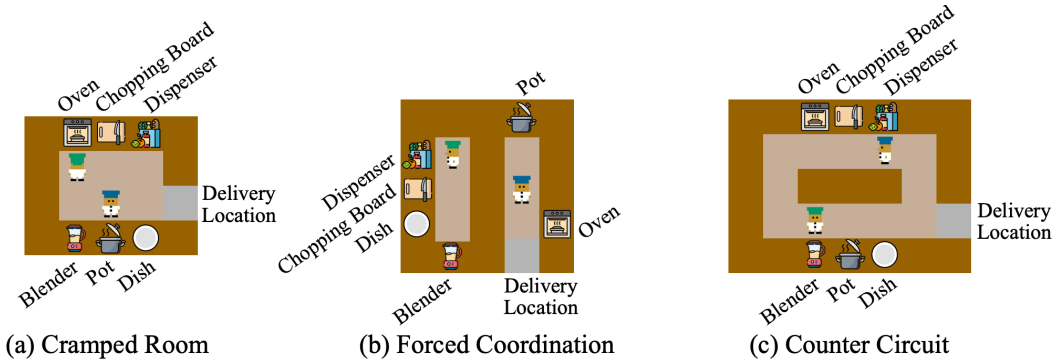 Oven
Chopping Board
Dispenser
Delivery
Location
Blender
Pot
Dish
(a) Cramped Room
Pot
Dispenser
Chopping Board
Dish
Oven
Blender
Delivery
Location
(b) Forced Coordination
Oven
Chopping Board
Dispenser
Delivery
Location
Blender
Pot
Dish
(c) Counter Circuit